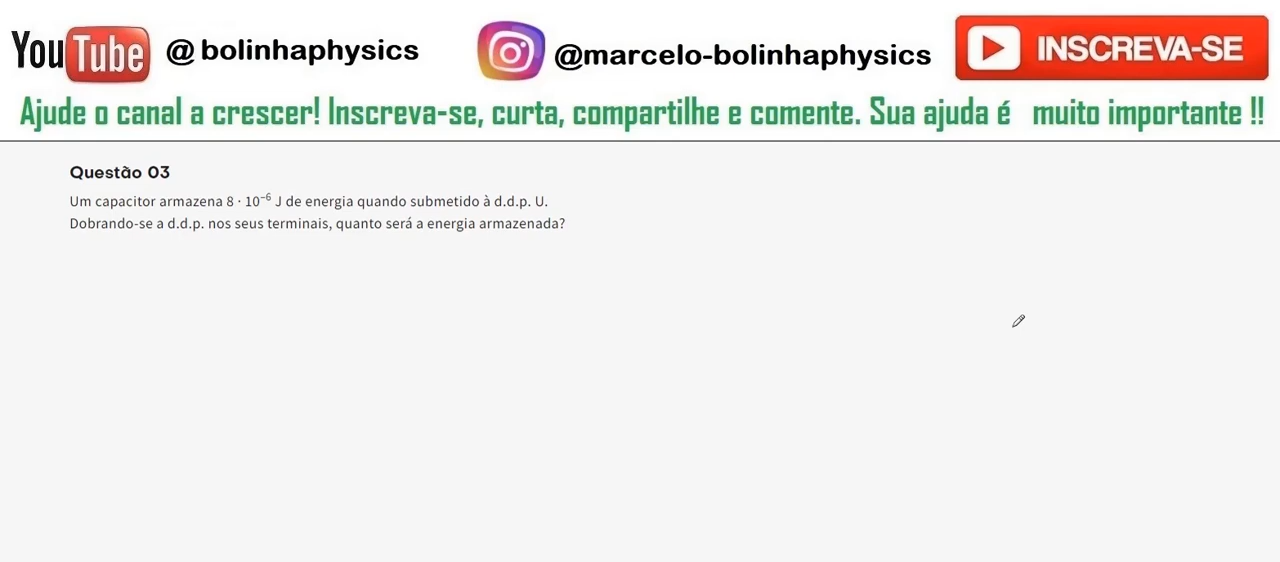 YouTube @bolinhaphysics @marcelo-bolinhaphysics INSCREVA-SE
Ajude o canal a crescer! Inscreva-se, curta, compartilhe e comente. Sua ajuda é muito importante !!
Questão 03
Um capacitor armazena 8 · 10⁻⁶ J de energia quando submetido à d.d.p. U.
Dobrando-se a d.d.p. nos seus terminais, quanto será a energia armazenada?